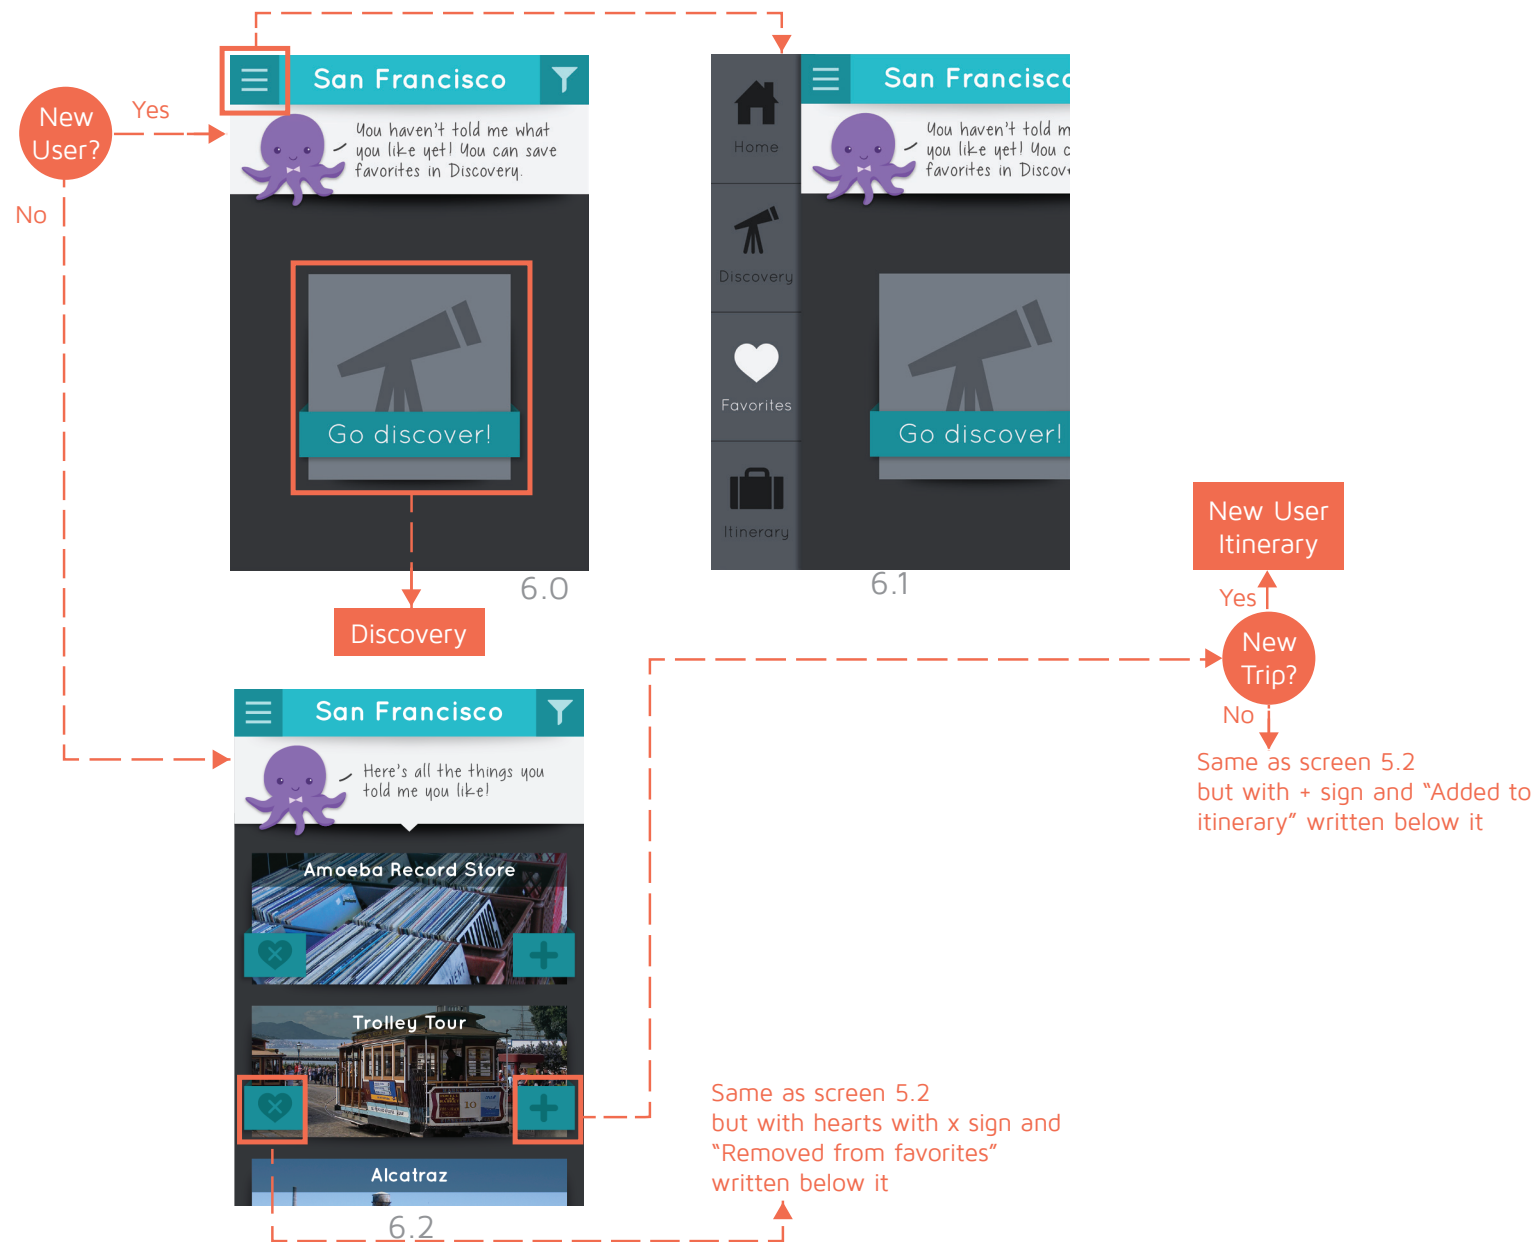 New
User?
Yes
No
San Francisco
You haven't told me what
you like yet! You can save
favorites in Discovery.
Go discover!
6.0
Discovery
Home
Discovery
Favorites
Itinerary
San Francisco
You haven't told m
you like yet! You c
favorites in Discov
Go discover!
6.1
New User
Itinerary
Yes
New
Trip?
No
Same as screen 5.2
but with + sign and “Added to
itinerary” written below it
San Francisco
Here's all the things you
told me you like!
Amoeba Record Store
Trolley Tour
10
Alcatraz
6.2
Same as screen 5.2
but with hearts with x sign and
“Removed from favorites”
written below it